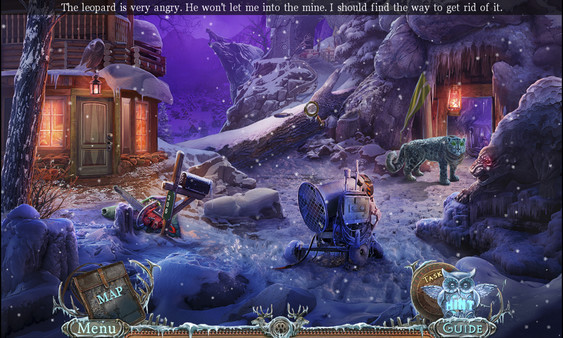 The leopard is very angry. He won't let me into the mine. I should find the way to get rid of it.
MAP
TASK
HINT
Menu
GUIDE